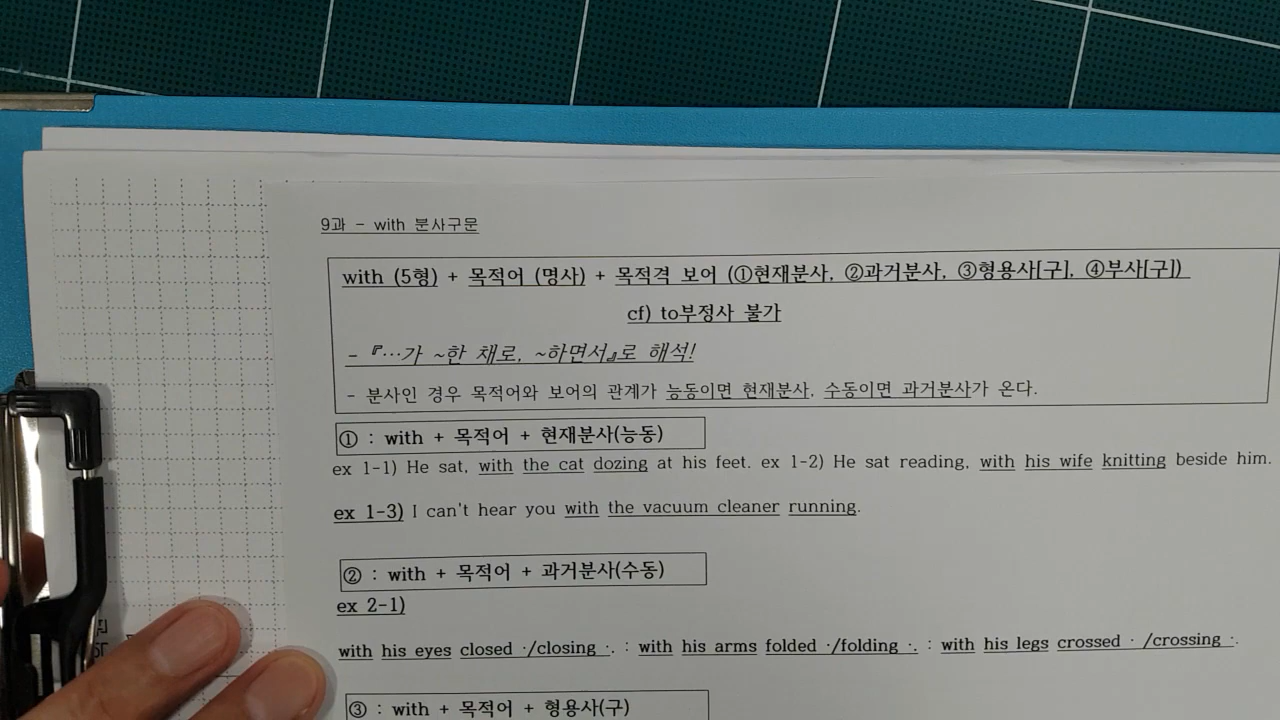 9과 - with 분사구문
with (5형) + 목적어 (명사) + 목적격 보어 (①현재분사, ②과거분사, ③형용사[구], ④부사[구])
cf) to부정사 불가
- 『…가 ~한 채로, ~하면서』로 해석!
- 분사인 경우 목적어와 보어의 관계가 능동이면 현재분사, 수동이면 과거분사가 온다.
① : with + 목적어 + 현재분사(능동)
ex 1-1) He sat, with the cat dozing at his feet. ex 1-2) He sat reading, with his wife knitting beside him.
ex 1-3) I can't hear you with the vacuum cleaner running.
② : with + 목적어 + 과거분사(수동)
ex 2-1)
with his eyes closed ·/closing ·. : with his arms folded ·/folding ·. : with his legs crossed · /crossing ·.
③ : with + 목적어 + 형용사(구)